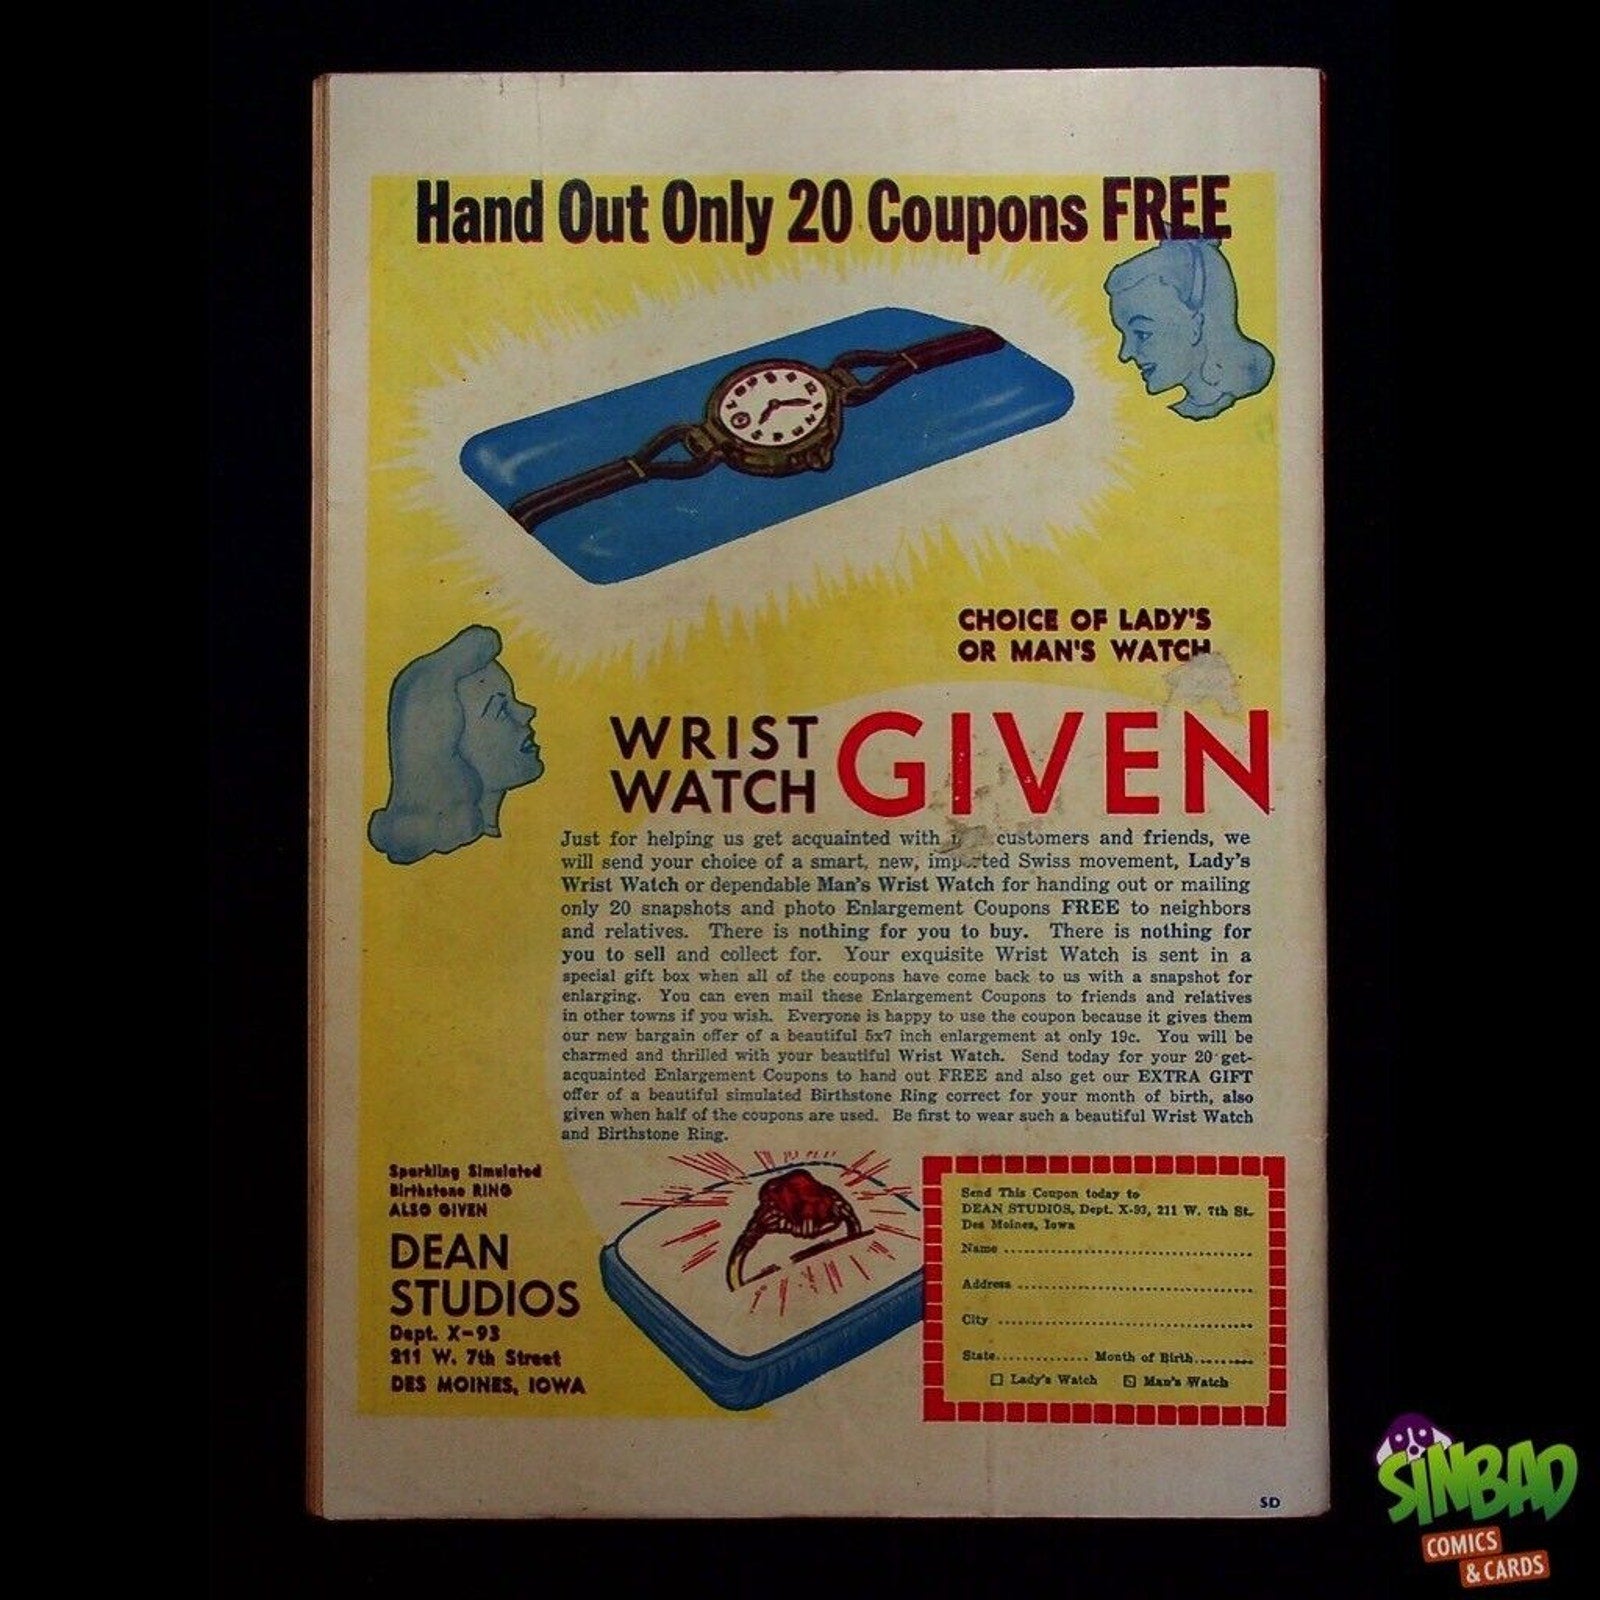 Hand Out Only 20 Coupons FREE
CHOICE OF LADY'S
OR MAN'S WATCH
WRIST
WATCH GIVEN
Just for helping us get acquainted with customers and friends, we
will send your choice of a smart, new, imported Swiss movement, Lady's
Wrist Watch or dependable Man's Wrist Watch for handing out or mailing
only 20 snapshots and photo Enlargement Coupons FREE to neighbors
and relatives. There is nothing for you to buy. There is nothing for
you to sell and collect for. Your exquisite Wrist Watch is sent in a
special gift box when all of the coupons have come back to us with a snapshot for
enlarging. You can even mail these Enlargement Coupons to friends and relatives
in other towns if you wish. Everyone is happy to use the coupon because it gives them
our new bargain offer of a beautiful 5x7 inch enlargement at only 19c. You will be
charmed and thrilled with your beautiful Wrist Watch. Send today for your 20 get-
acquainted Enlargement Coupons to hand out FREE and also get our EXTRA GIFT
offer of a beautiful simulated Birthstone Ring correct for your month of birth, also
given when half of the coupons are used. Be first to wear such a beautiful Wrist Watch
and Birthstone Ring.
Sparkling Simulated
Birthstone RING
ALSO GIVEN
DEAN
STUDIOS
Dept. X-93
211 W. 7th Street
DES MOINES, IOWA
Send This Coupon today to
DEAN STUDIOS, Dept. X-93, 211 W. 7th St.
Des Moines, Iowa
Name
Address
City
State Month of Birth
Lady's Watch Man's Watch
SD
SINBAD
COMICS
& CARDS